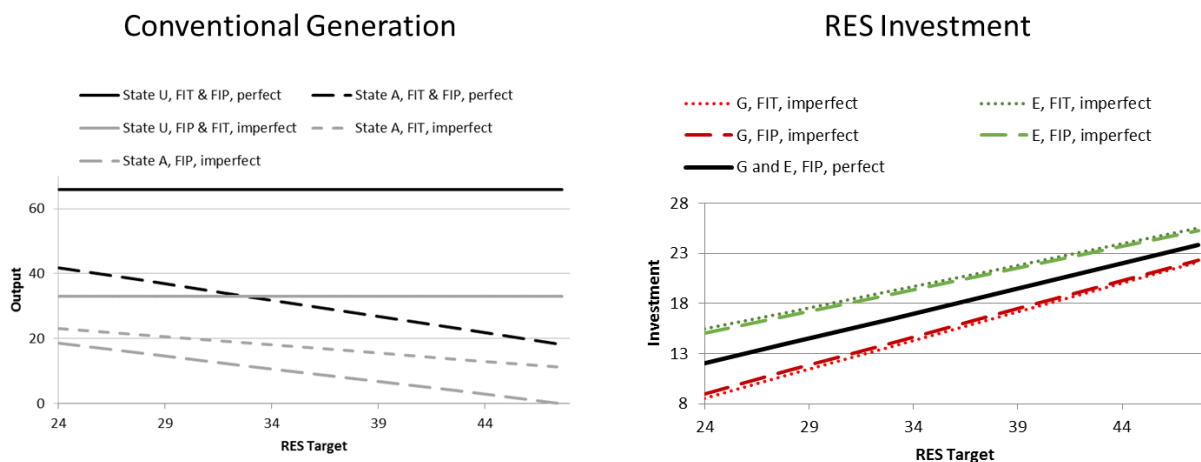 Conventional Generation
State U, FIT & FIP, perfect
State A, FIT & FIP, perfect
State U, FIP & FIT, imperfect
State A, FIT, imperfect
State A, FIP, imperfect
60
40
20
0
Output
24
29
34
39
44
RES Target
RES Investment
G, FIT, imperfect
E, FIT, imperfect
G, FIP, imperfect
E, FIP, imperfect
G and E, FIP, perfect
28
23
18
13
8
Investment
24
29
34
39
44
RES Target